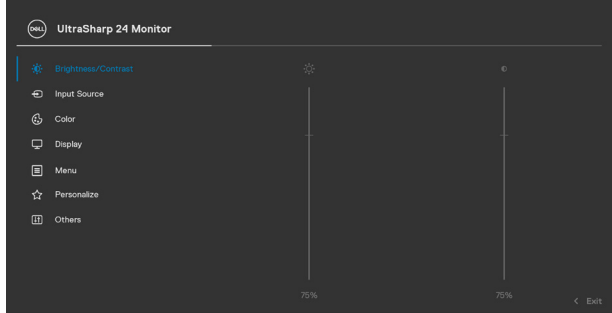 DELL UltraSharp 24 Monitor
Brightness/Contrast
Input Source
Color
Display
Menu
Personalize
Others
75% 75%
< Exit